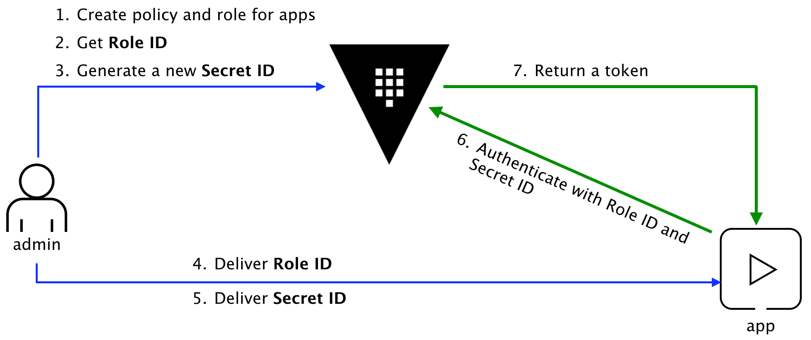 1. Create policy and role for apps
2. Get Role ID
3. Generate a new Secret ID
7. Return a token
6. Authenticate with Role ID and
Secret ID
admin
4. Deliver Role ID
5. Deliver Secret ID
app